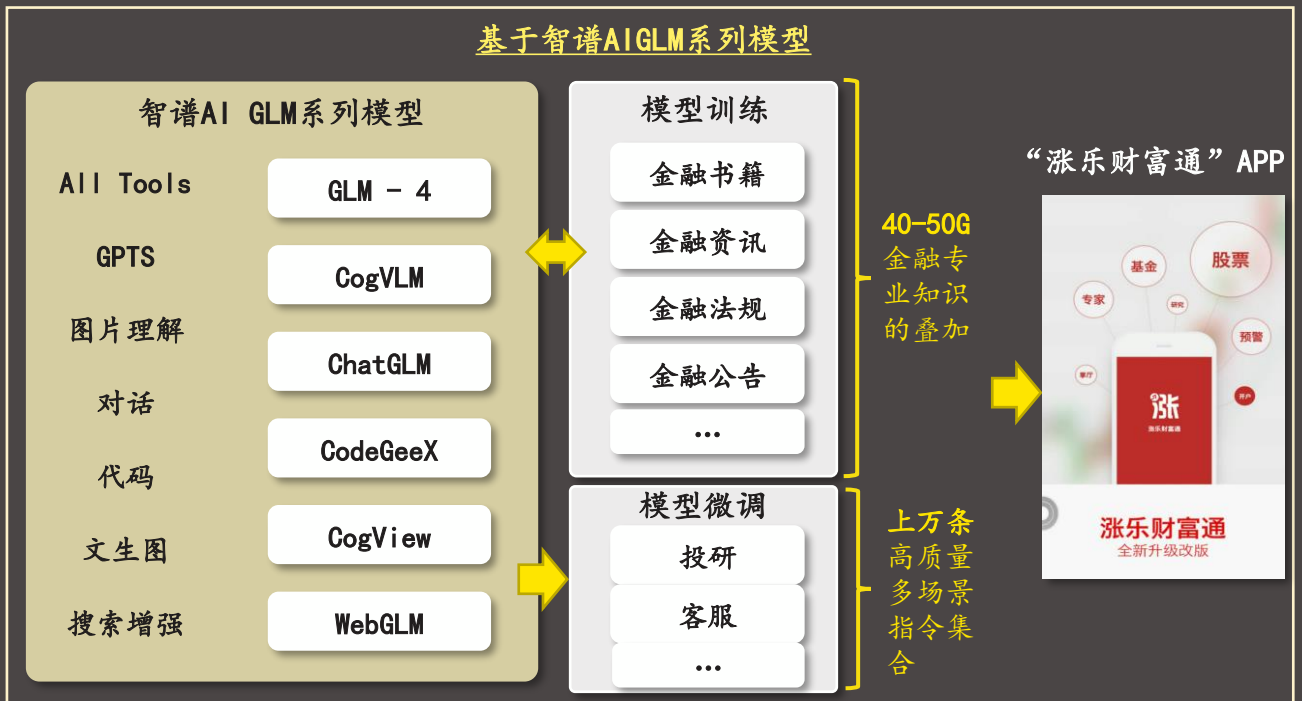 基于智谱AIGLM系列模型
智谱AI GLM系列模型
All Tools
GPTS
图片理解
对话
代码
文生图
搜索增强
GLM - 4
CogVLM
ChatGLM
CodeGeeX
CogView
WebGLM
模型训练
金融书籍
金融资讯
金融法规
金融公告
...
模型微调
投研
客服
...
40-50G
金融专
业知识
的叠加
上万条
高质量
多场景
指令集
合
“涨乐财富通”APP
股票
基金
专家
研究
预警
开户
涨
涨乐财富通
涨乐财富通
全新升级改版